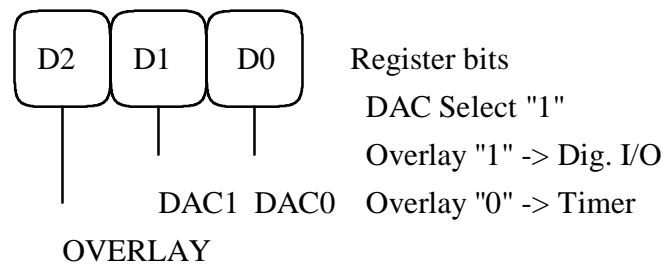 D2 D1 D0 Register bits
DAC Select "1"
Overlay "1" -> Dig. I/O
DAC1 DAC0 Overlay "0" -> Timer
OVERLAY